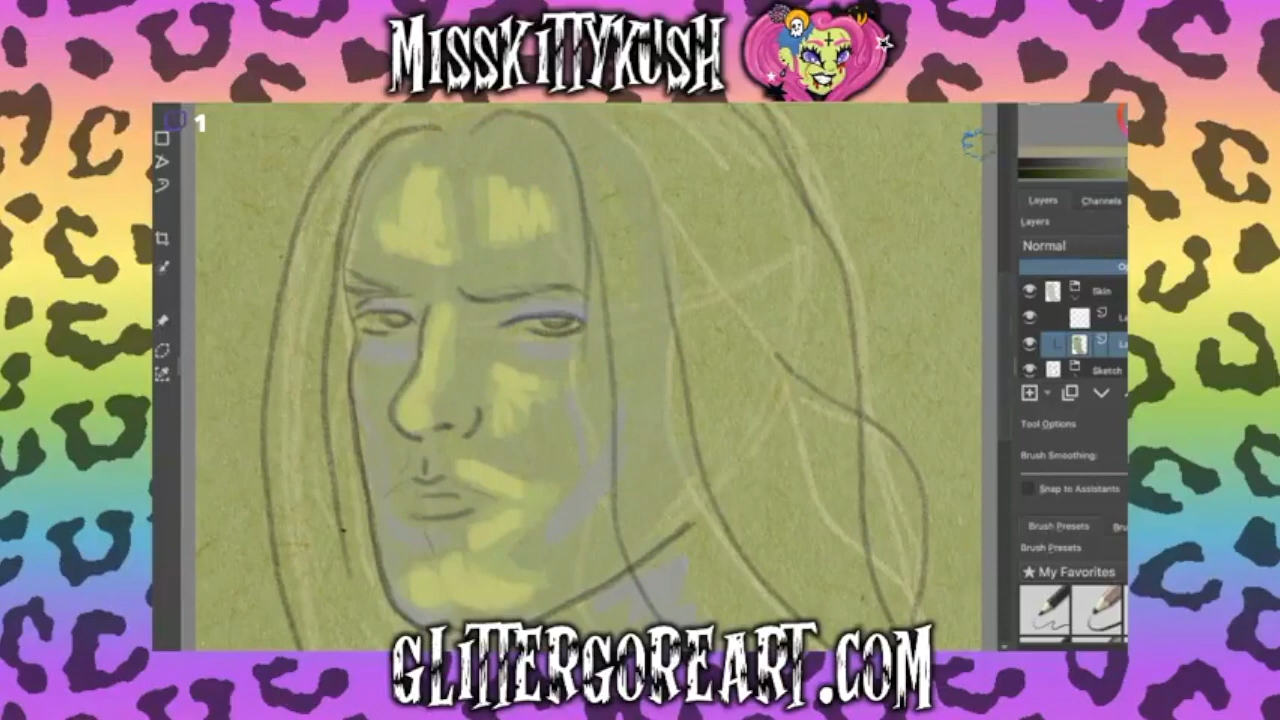 MISSKITTYKUSH
1
Layers Channels
Layers
Normal
Skin
Sketch
Tool Options
Brush Smoothing:
Snap to Assistants
Brush Presets
Brush Presets
★ My Favorites
GLITTERGOREART.COM